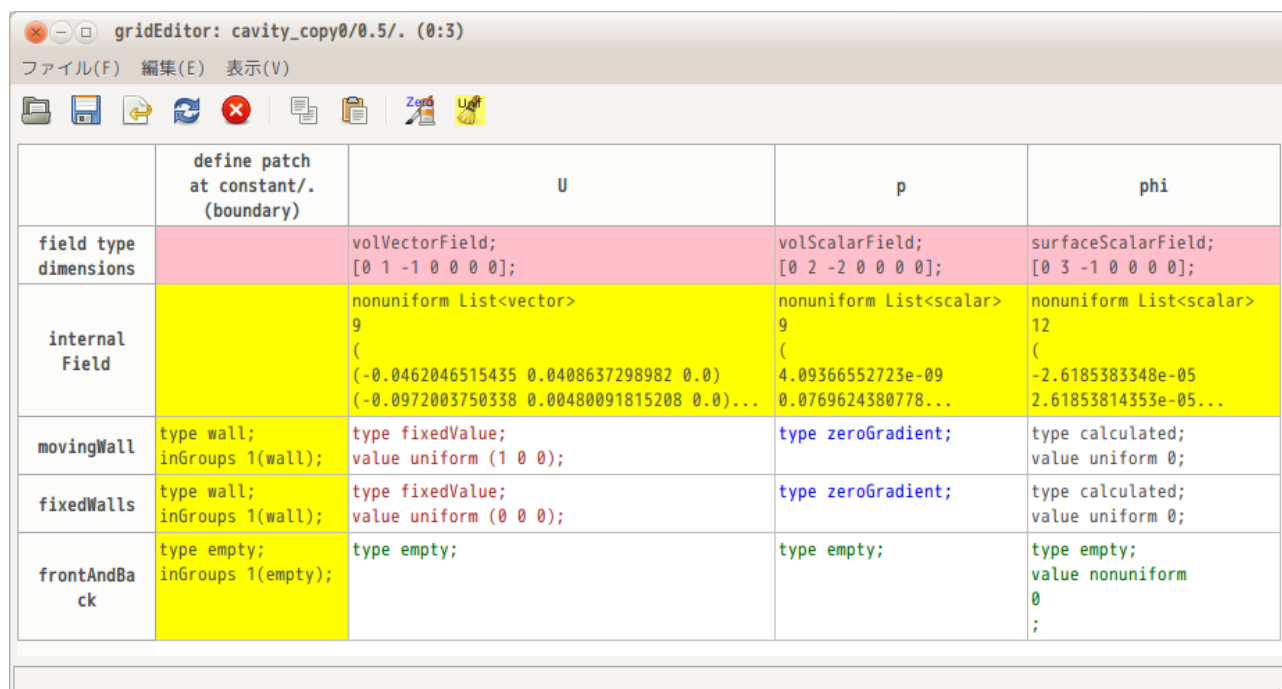 gridEditor: cavity_copy0/0.5/. (0:3)
ファイル(F) 編集(E) 表示(V)
Zero Unif
define patch
at constant/.
(boundary)
U
p
phi
field type
dimensions
volVectorField;
[0 1 -1 0 0 0 0];
volScalarField;
[0 2 -2 0 0 0 0];
surfaceScalarField;
[0 3 -1 0 0 0 0];
internal
Field
nonuniform List<vector>
9
(
(-0.0462046515435 0.0408637298982 0.0)
(-0.0972003750338 0.00480091815208 0.0)...
nonuniform List<scalar>
9
(
4.09366552723e-09
0.0769624380778...
nonuniform List<scalar>
12
(
-2.6185383348e-05
2.61853814353e-05...
movingWall
type wall;
inGroups 1(wall);
type fixedValue;
value uniform (1 0 0);
type zeroGradient;
type calculated;
value uniform 0;
fixedWalls
type wall;
inGroups 1(wall);
type fixedValue;
value uniform (0 0 0);
type zeroGradient;
type calculated;
value uniform 0;
frontAndBa
ck
type empty;
inGroups 1(empty);
type empty;
type empty;
type empty;
value nonuniform
0
;